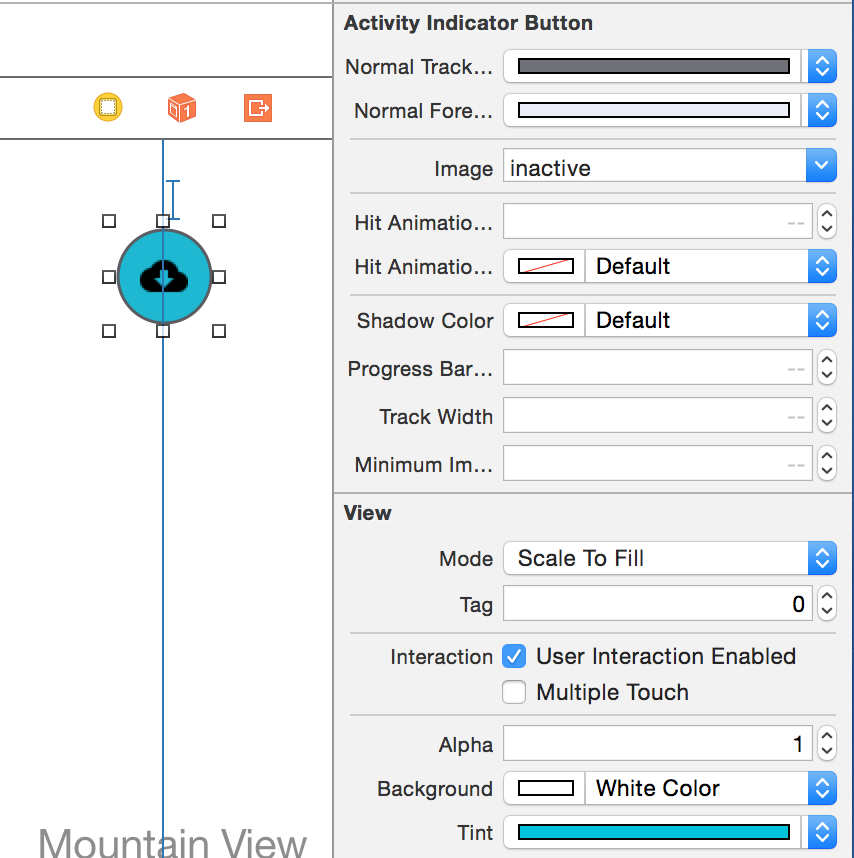 Activity Indicator Button
Normal Track...
Normal Fore...
Image inactive
Hit Animatio... --
Hit Animatio... Default
Shadow Color Default
Progress Bar... --
Track Width --
Minimum Im... --
View
Mode Scale To Fill
Tag 0
Interaction User Interaction Enabled
Multiple Touch
Alpha 1
Background White Color
Tint
1
Mountain View